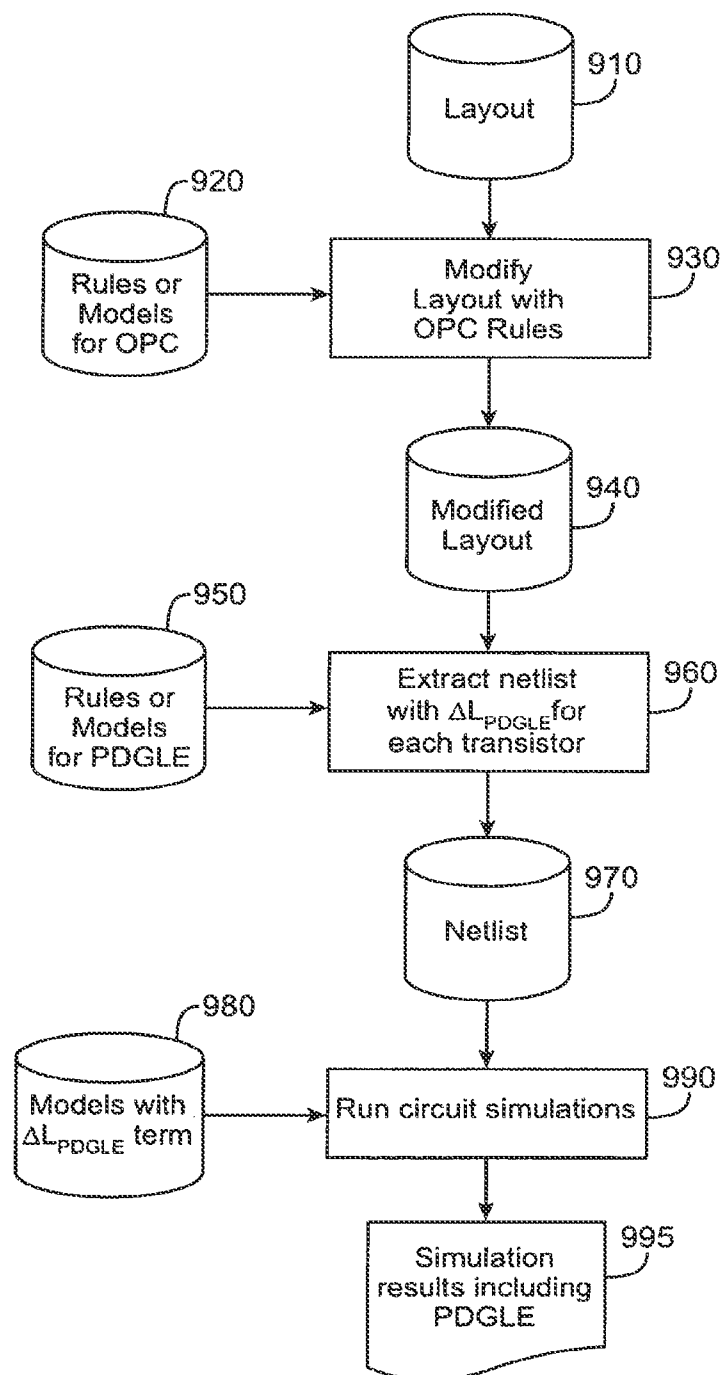 910
Layout
920
Rules or
Models
for OPC
930
Modify
Layout with
OPC Rules
940
Modified
Layout
950
Rules or
Models
for PDGLE
960
Extract netlist
with ΔL_PDGLE for
each transistor
970
Netlist
980
Models with
ΔL_PDGLE term
990
Run circuit simulations
995
Simulation
results including
PDGLE